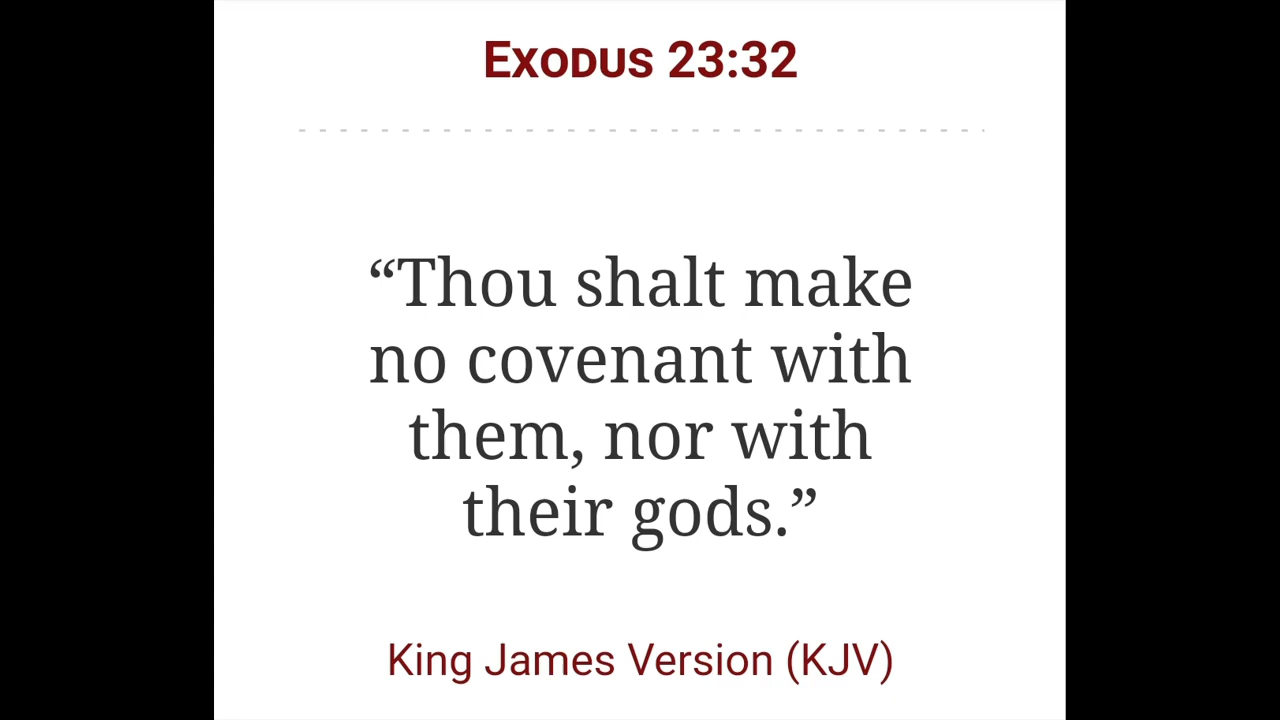 Exodus 23:32
“Thou shalt make
no covenant with
them, nor with
their gods.”
King James Version (KJV)